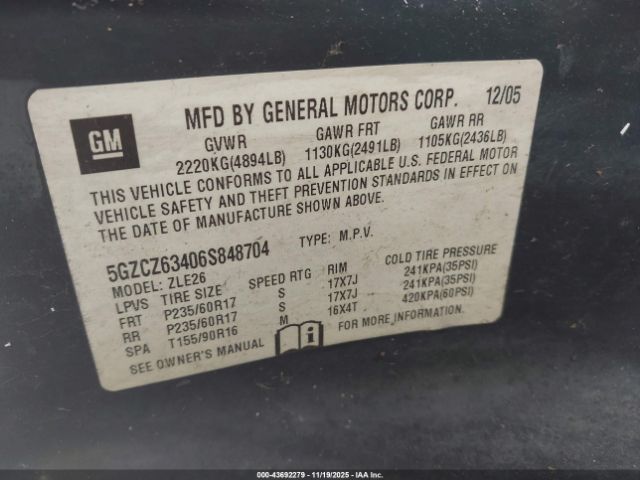 GM
MFD BY GENERAL MOTORS CORP. 12/05
GVWR GAWR FRT GAWR RR
2220KG(4894LB) 1130KG(2491LB) 1105KG(2436LB)
THIS VEHICLE CONFORMS TO ALL APPLICABLE U.S. FEDERAL MOTOR
VEHICLE SAFETY AND THEFT PREVENTION STANDARDS IN EFFECT ON
THE DATE OF MANUFACTURE SHOWN ABOVE.
5GZCZ63406S848704 TYPE: M.P.V.
MODEL: ZLE26
LPVS TIRE SIZE SPEED RTG RIM COLD TIRE PRESSURE
FRT P235/60R17 S 17X7J 241KPA(35PSI)
RR P235/60R17 S 17X7J 241KPA(35PSI)
SPA T155/90R16 M 16X4T 420KPA(60PSI)
SEE OWNER'S MANUAL i FOR MORE INFORMATION.
000-43692279 - 11/19/2025 - IAAI.COM